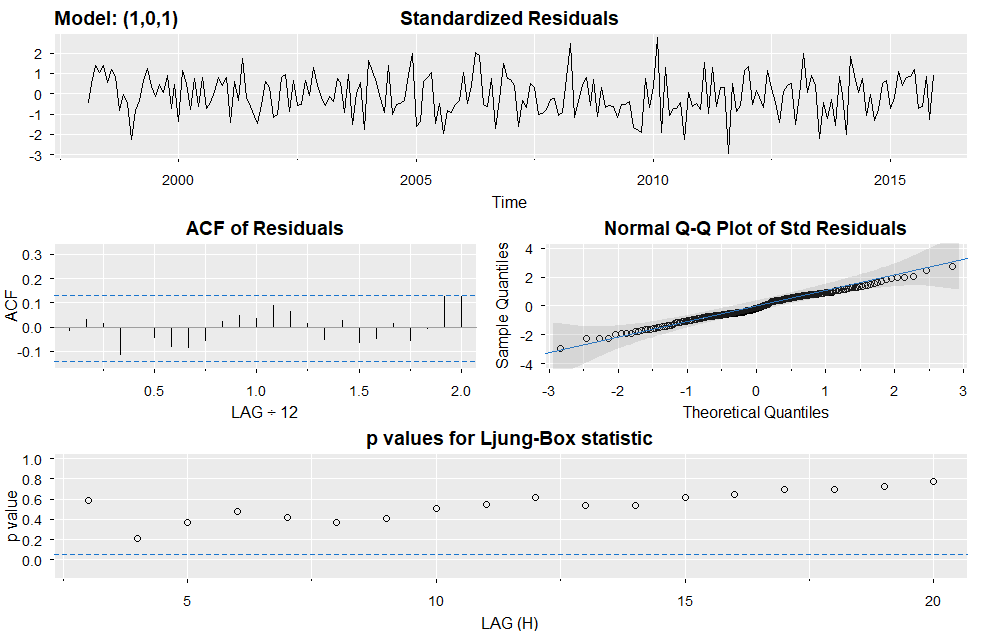 Model: (1,0,1) Standardized Residuals
2
1
0
-1
-2
-3
2000 2005 2010 2015
Time
ACF of Residuals
0.3
0.2
0.1
0.0
-0.1
ACF
0.5 1.0 1.5 2.0
LAG ÷ 12
Normal Q-Q Plot of Std Residuals
4
2
0
-2
-4
Sample Quantiles
-3 -2 -1 0 1 2 3
Theoretical Quantiles
p values for Ljung-Box statistic
1.0
0.8
0.6
0.4
0.2
0.0
p value
5 10 15 20
LAG (H)